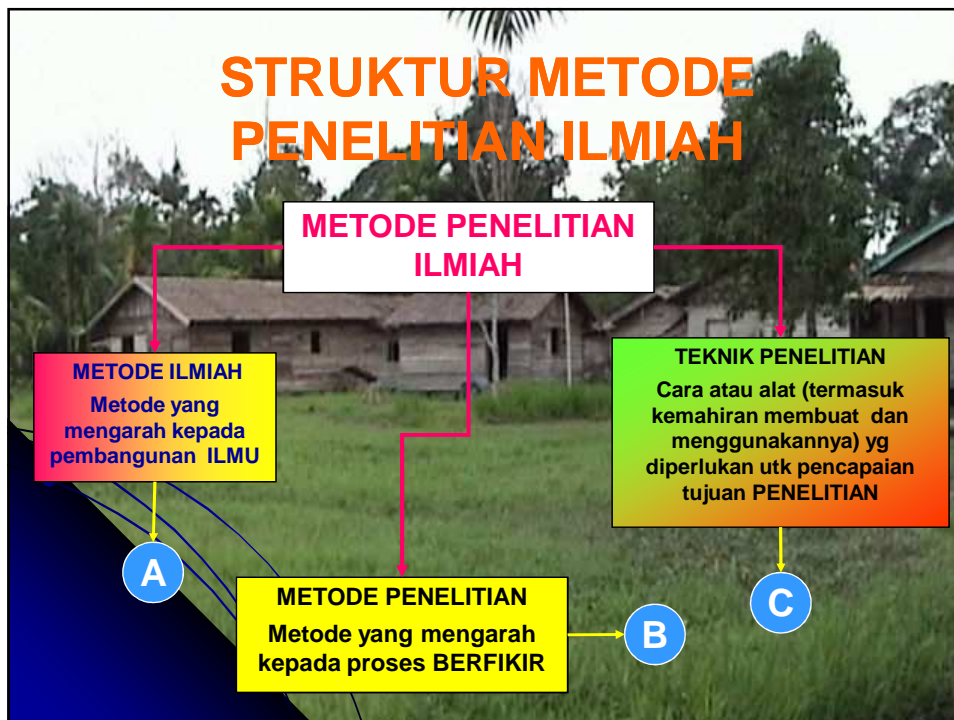 STRUKTUR METODE
PENELITIAN ILMIAH
METODE PENELITIAN
ILMIAH
METODE ILMIAH
Metode yang
mengarah kepada
pembangunan ILMU
A
METODE PENELITIAN
Metode yang mengarah
kepada proses BERFIKIR
B
TEKNIK PENELITIAN
Cara atau alat (termasuk
kemahiran membuat dan
menggunakannya) yg
diperlukan utk pencapaian
tujuan PENELITIAN
C